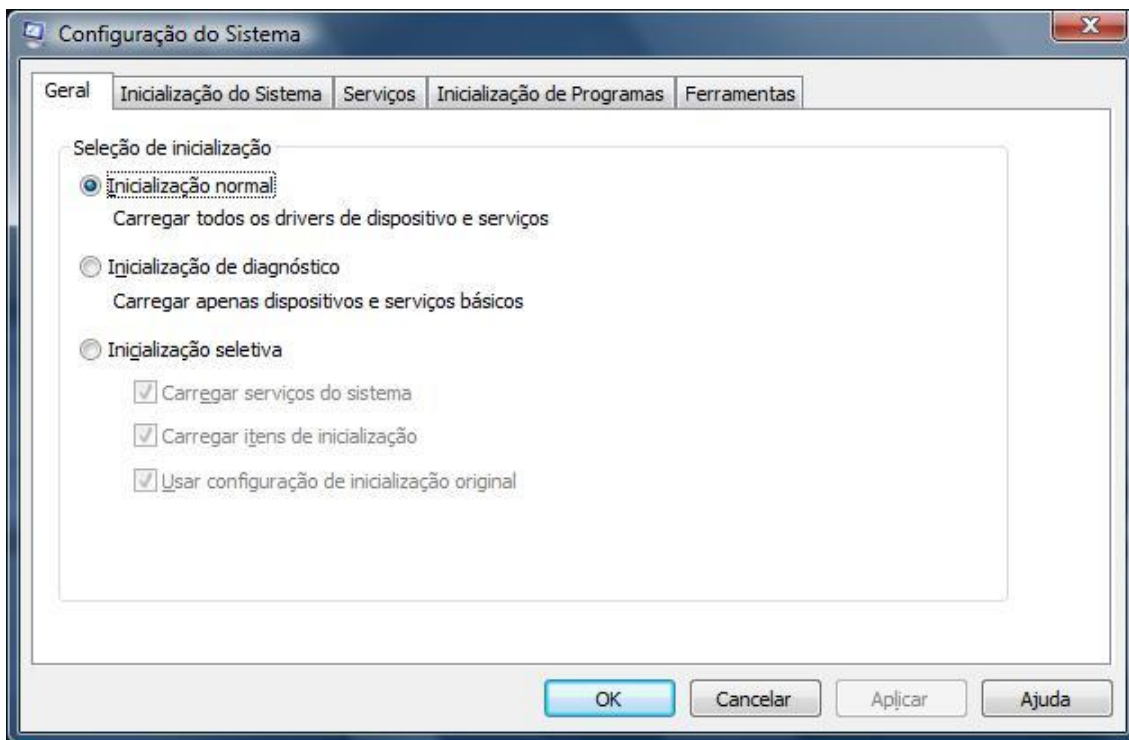 Configuração do Sistema
Geral
Inicialização do Sistema
Serviços
Inicialização de Programas
Ferramentas
Seleção de inicialização
Inicialização normal
Carregar todos os drivers de dispositivo e serviços
Inicialização de diagnóstico
Carregar apenas dispositivos e serviços básicos
Inicialização seletiva
Carregar serviços do sistema
Carregar itens de inicialização
Usar configuração de inicialização original
OK
Cancelar
Aplicar
Ajuda